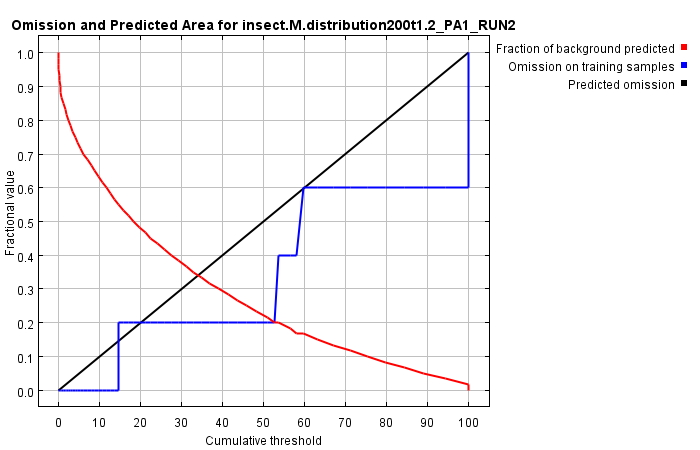 Omission and Predicted Area for insect.M.distribution200t1.2_PA1_RUN2
Fraction of background predicted
Omission on training samples
Predicted omission
1.0
0.9
0.8
0.7
0.6
0.5
0.4
0.3
0.2
0.1
0.0
Fractional value
0 10 20 30 40 50 60 70 80 90 100
Cumulative threshold